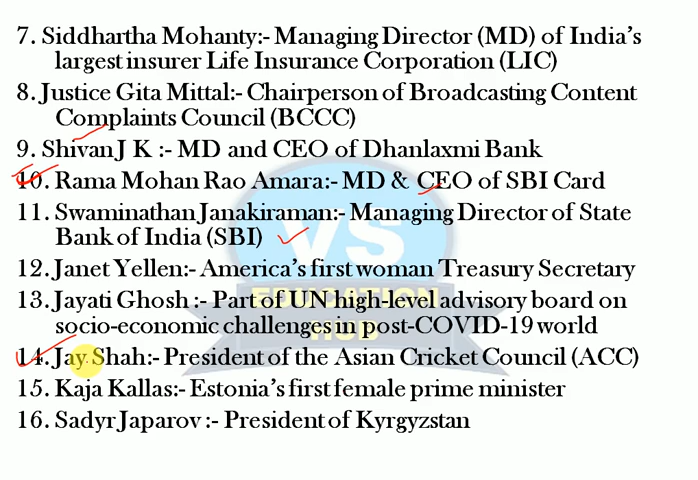 7. Siddhartha Mohanty:- Managing Director (MD) of India's
largest insurer Life Insurance Corporation (LIC)
8. Justice Gita Mittal:- Chairperson of Broadcasting Content
Complaints Council (BCCC)
9. Shivan J K :- MD and CEO of Dhanlaxmi Bank
10. Rama Mohan Rao Amara:- MD & CEO of SBI Card
11. Swaminathan Janakiraman:- Managing Director of State
Bank of India (SBI)
12. Janet Yellen:- America's first woman Treasury Secretary
13. Jayati Ghosh :- Part of UN high-level advisory board on
socio-economic challenges in post-COVID-19 world
14. Jay Shah:- President of the Asian Cricket Council (ACC)
15. Kaja Kallas:- Estonia's first female prime minister
16. Sadyr Japarov :- President of Kyrgyzstan
VS
EDUCATION
HUB